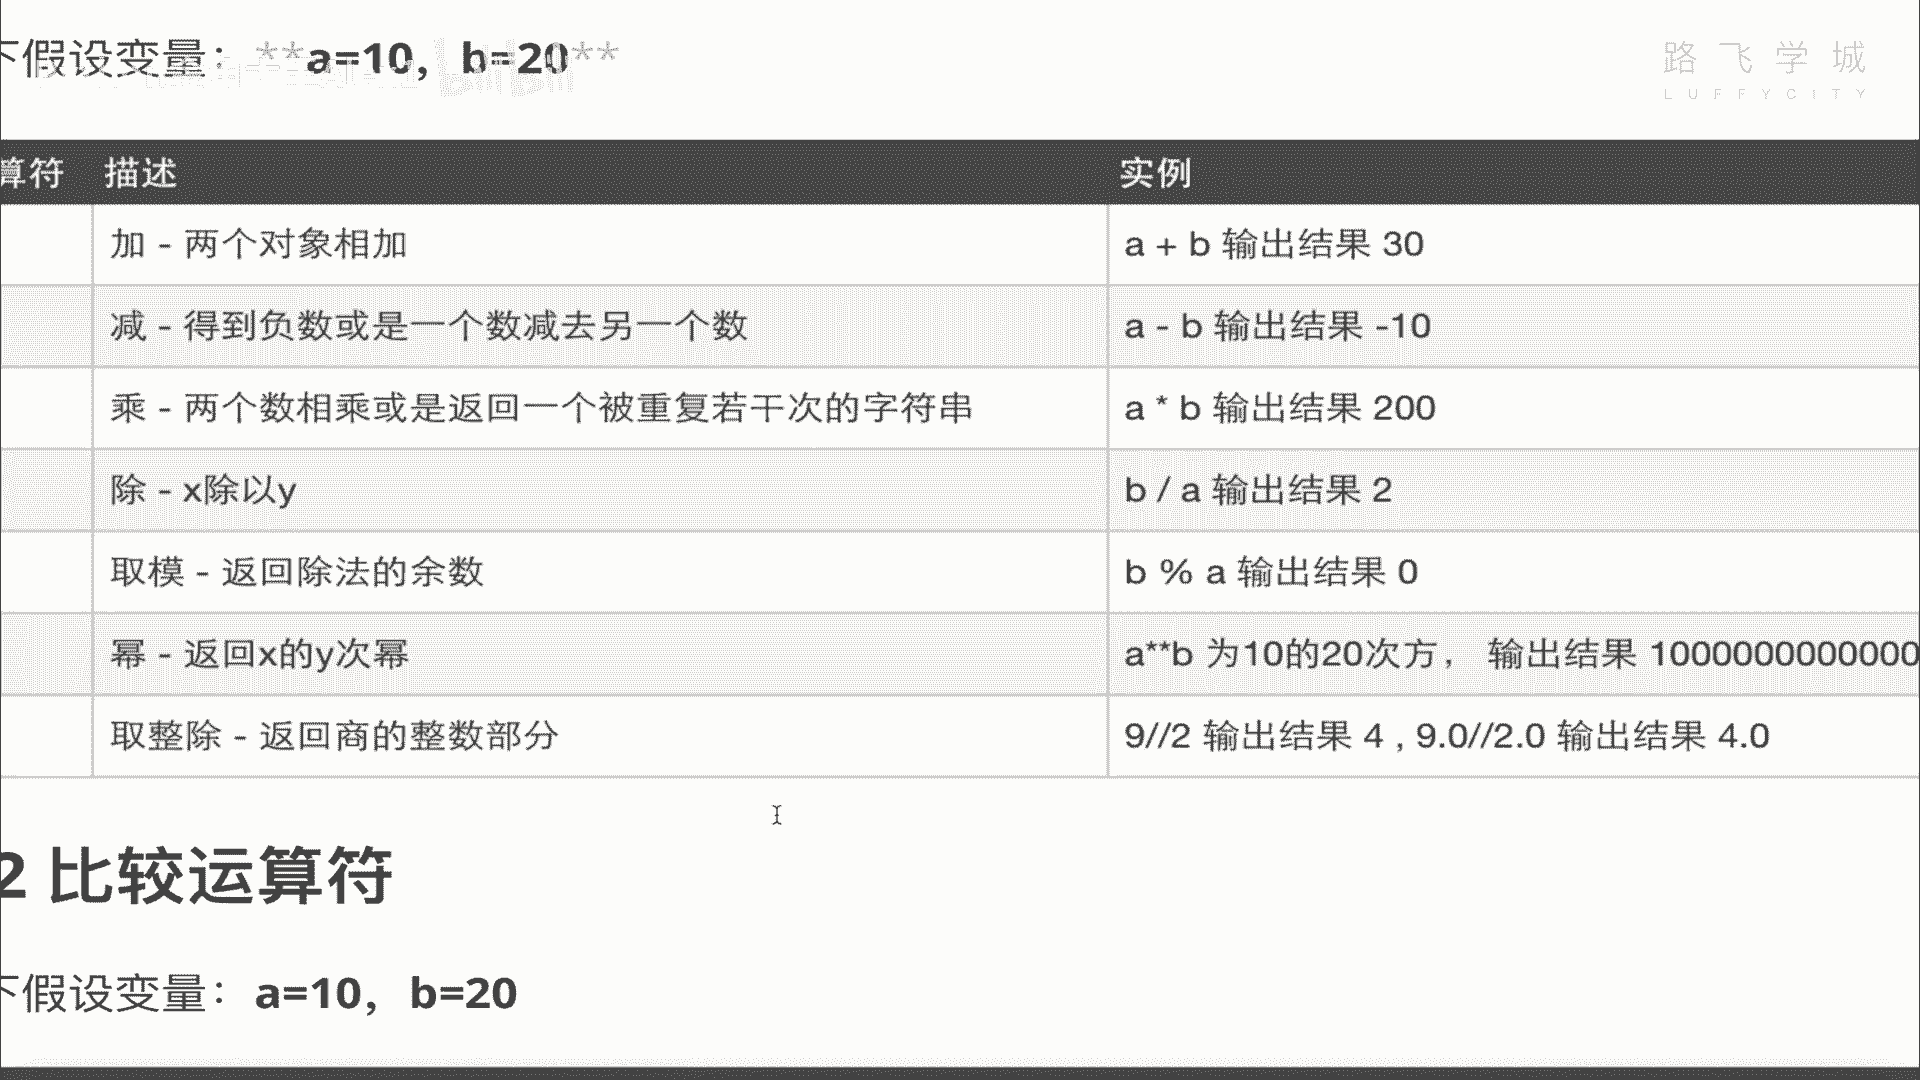 下假设变量：**a=10，b=20**
路飞学城
LUFFYCITY
算符 描述 实例
加 - 两个对象相加 a + b 输出结果 30
减 - 得到负数或是一个数减去另一个数 a - b 输出结果 -10
乘 - 两个数相乘或是返回一个被重复若干次的字符串 a * b 输出结果 200
除 - x除以y b / a 输出结果 2
取模 - 返回除法的余数 b % a 输出结果 0
幂 - 返回x的y次幂 a**b 为10的20次方， 输出结果 10000000000000
取整除 - 返回商的整数部分 9//2 输出结果 4 , 9.0//2.0 输出结果 4.0
2 比较运算符
下假设变量：a=10，b=20